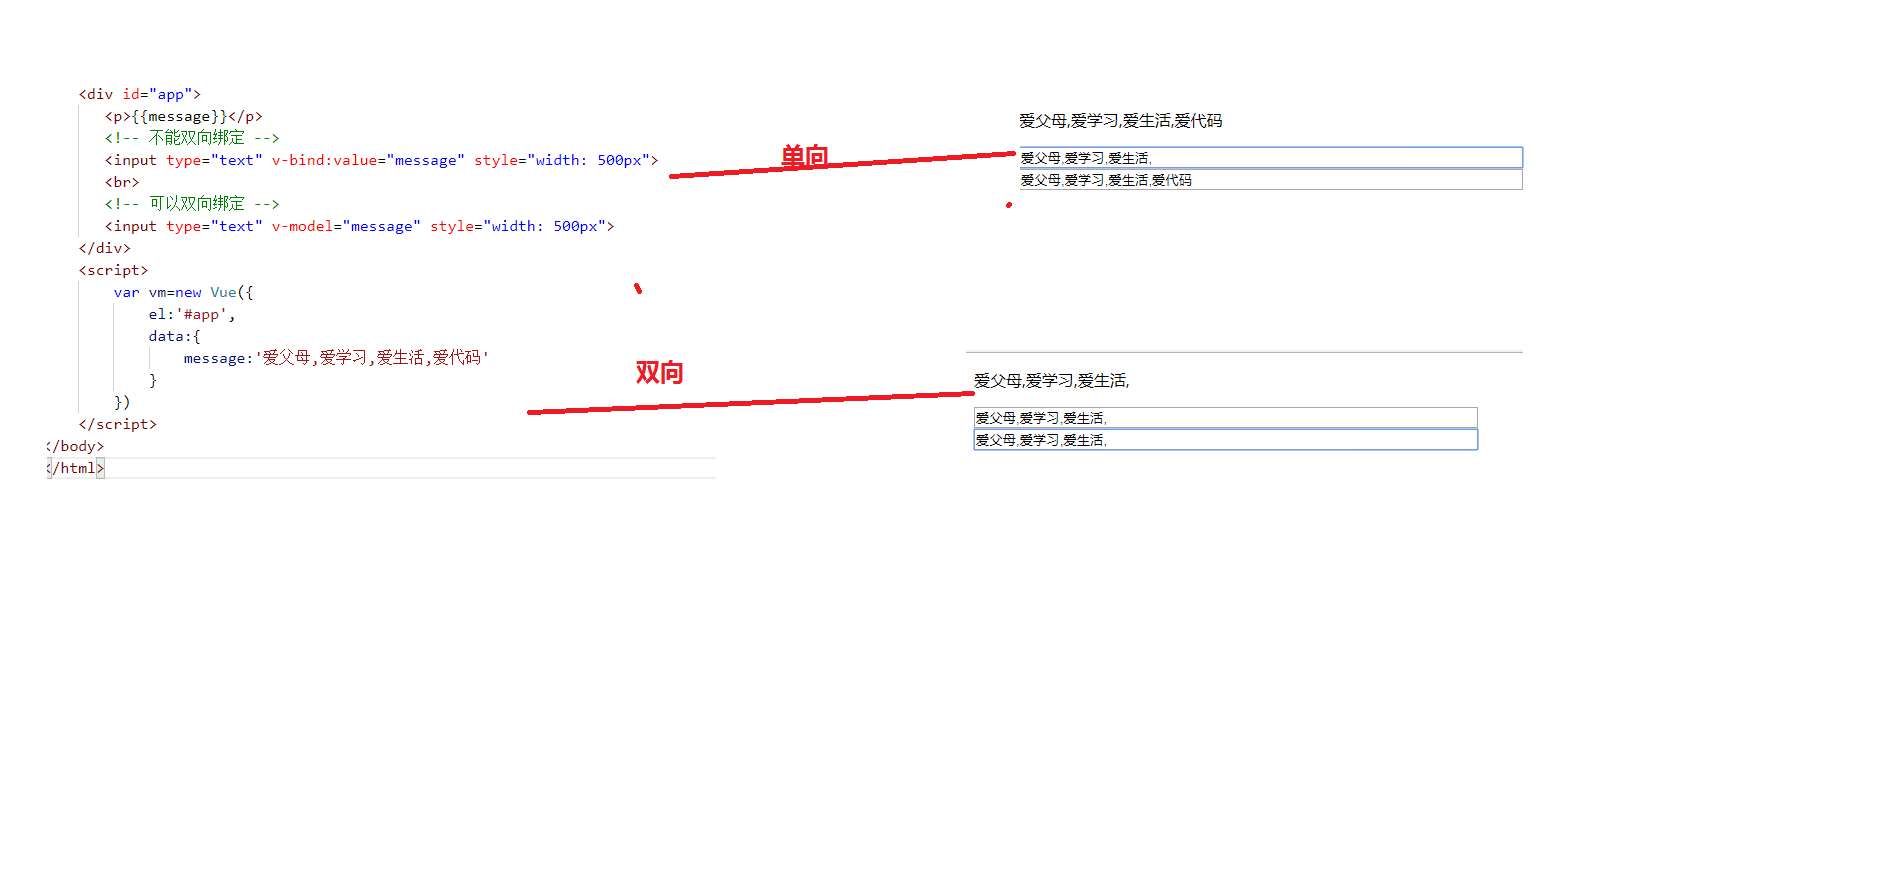 <div id="app">
<p>{{message}}</p>
<!-- 不能双向绑定 -->
<input type="text" v-bind:value="message" style="width: 500px">
<br>
<!-- 可以双向绑定 -->
<input type="text" v-model="message" style="width: 500px">
</div>
<script>
var vm=new Vue({
el:'#app',
data:{
message:'爱父母,爱学习,爱生活,爱代码'
}
})
</script>
</body>
</html>
单向
爱父母,爱学习,爱生活,爱代码
爱父母,爱学习,爱生活,
爱父母,爱学习,爱生活,爱代码
双向
爱父母,爱学习,爱生活,
爱父母,爱学习,爱生活,
爱父母,爱学习,爱生活,